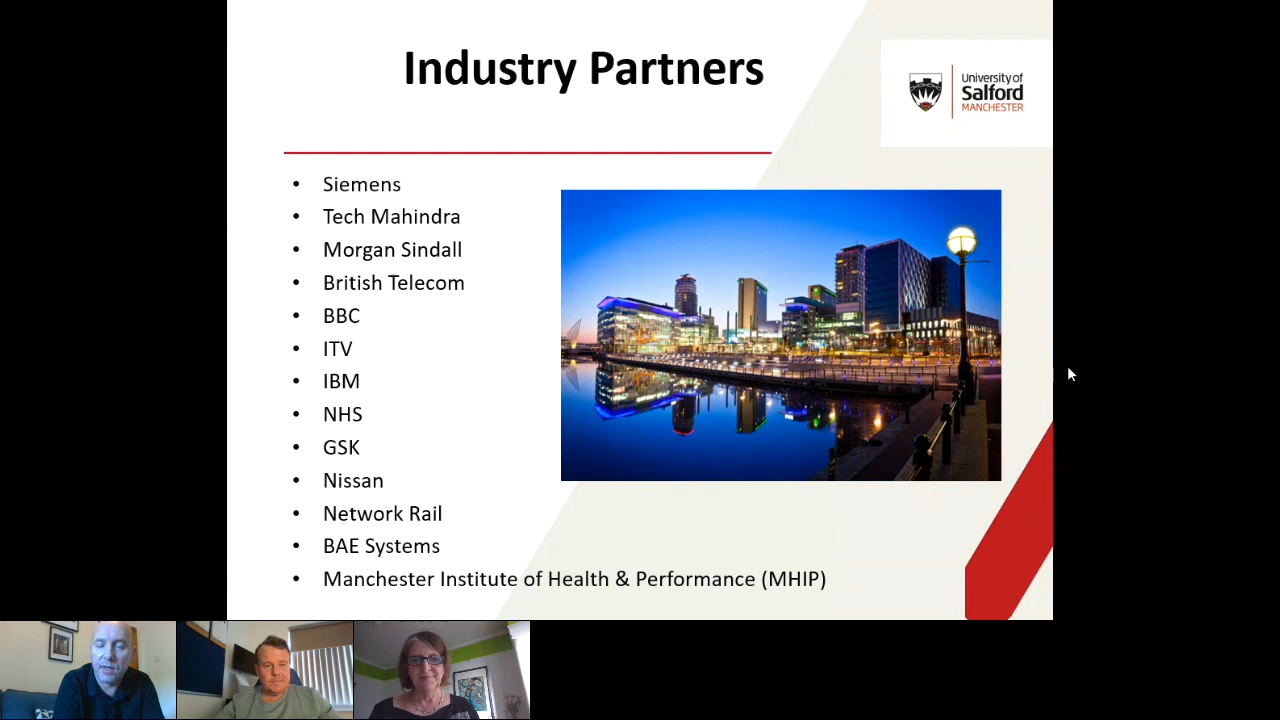 Industry Partners
University of
Salford
MANCHESTER
• Siemens
• Tech Mahindra
• Morgan Sindall
• British Telecom
• BBC
• ITV
• IBM
• NHS
• GSK
• Nissan
• Network Rail
• BAE Systems
• Manchester Institute of Health & Performance (MHIP)